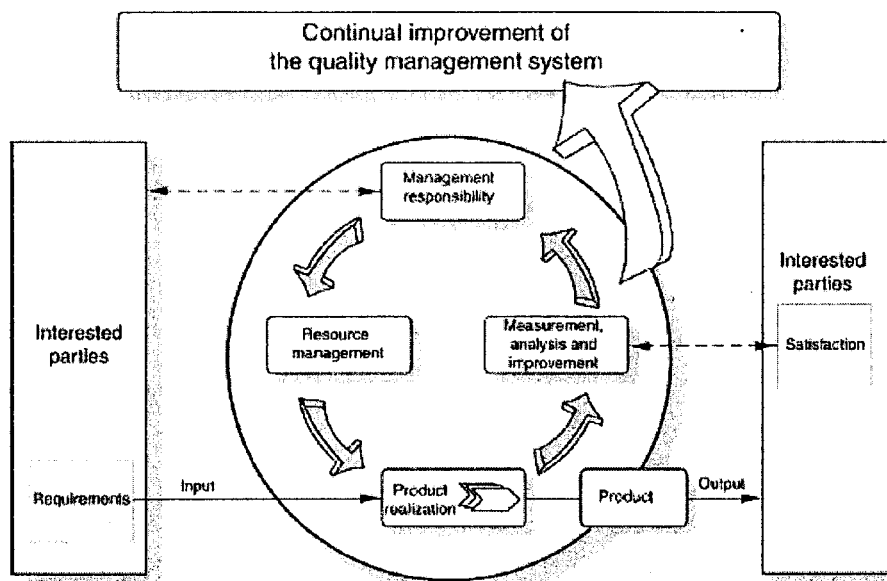 Continual improvement of
the quality management system
Management
responsibility
Interested
parties
Interested
parties
Resource
management
Measurement,
analysis and
improvement
Satisfaction
Requirements
Input
Product
realization
Product
Output